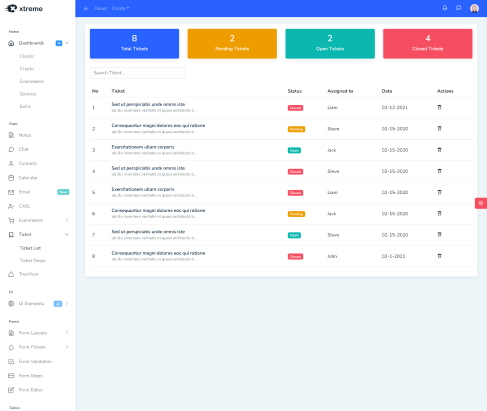 xtreme
About Create
Home
Dashboards 4
Classic
Crypto
Ecommerce
General
Extra
Apps
Notes
Chat
Contacts
Calendar
Email New
CASL
Ecommerce
Ticket
Ticket List
Ticket Detail
TreeView
UI
UI Elements
Forms
Form Layouts
Form Pickers
Form Validation
Form Steps
Form Editor
Tables
8
Total Tickets
2
Pending Tickets
2
Open Tickets
4
Closed Tickets
Search Ticket..
No Ticket Status Assigned to Date Actions
1 Sed ut perspiciatis unde omnis iste Closed Liam 02-12-2021
ab illo inventore veritatis et quasi architecto b..
2 Consequuntur magni dolores eos qui ratione Pending Steve 02-15-2020
ab illo inventore veritatis et quasi architecto b..
3 Exercitationem ullam corporis Open Jack 02-15-2020
ab illo inventore veritatis et quasi architecto b..
4 Sed ut perspiciatis unde omnis iste Closed Steve 02-15-2020
ab illo inventore veritatis et quasi architecto b..
5 Exercitationem ullam corporis Closed Liam 02-15-2020
ab illo inventore veritatis et quasi architecto b..
6 Consequuntur magni dolores eos qui ratione Pending Jack 02-15-2020
ab illo inventore veritatis et quasi architecto b..
7 Sed ut perspiciatis unde omnis iste Open Steve 02-15-2020
ab illo inventore veritatis et quasi architecto b..
8 Consequuntur magni dolores eos qui ratione Closed John 02-1-2021
ab illo inventore veritatis et quasi architecto b..